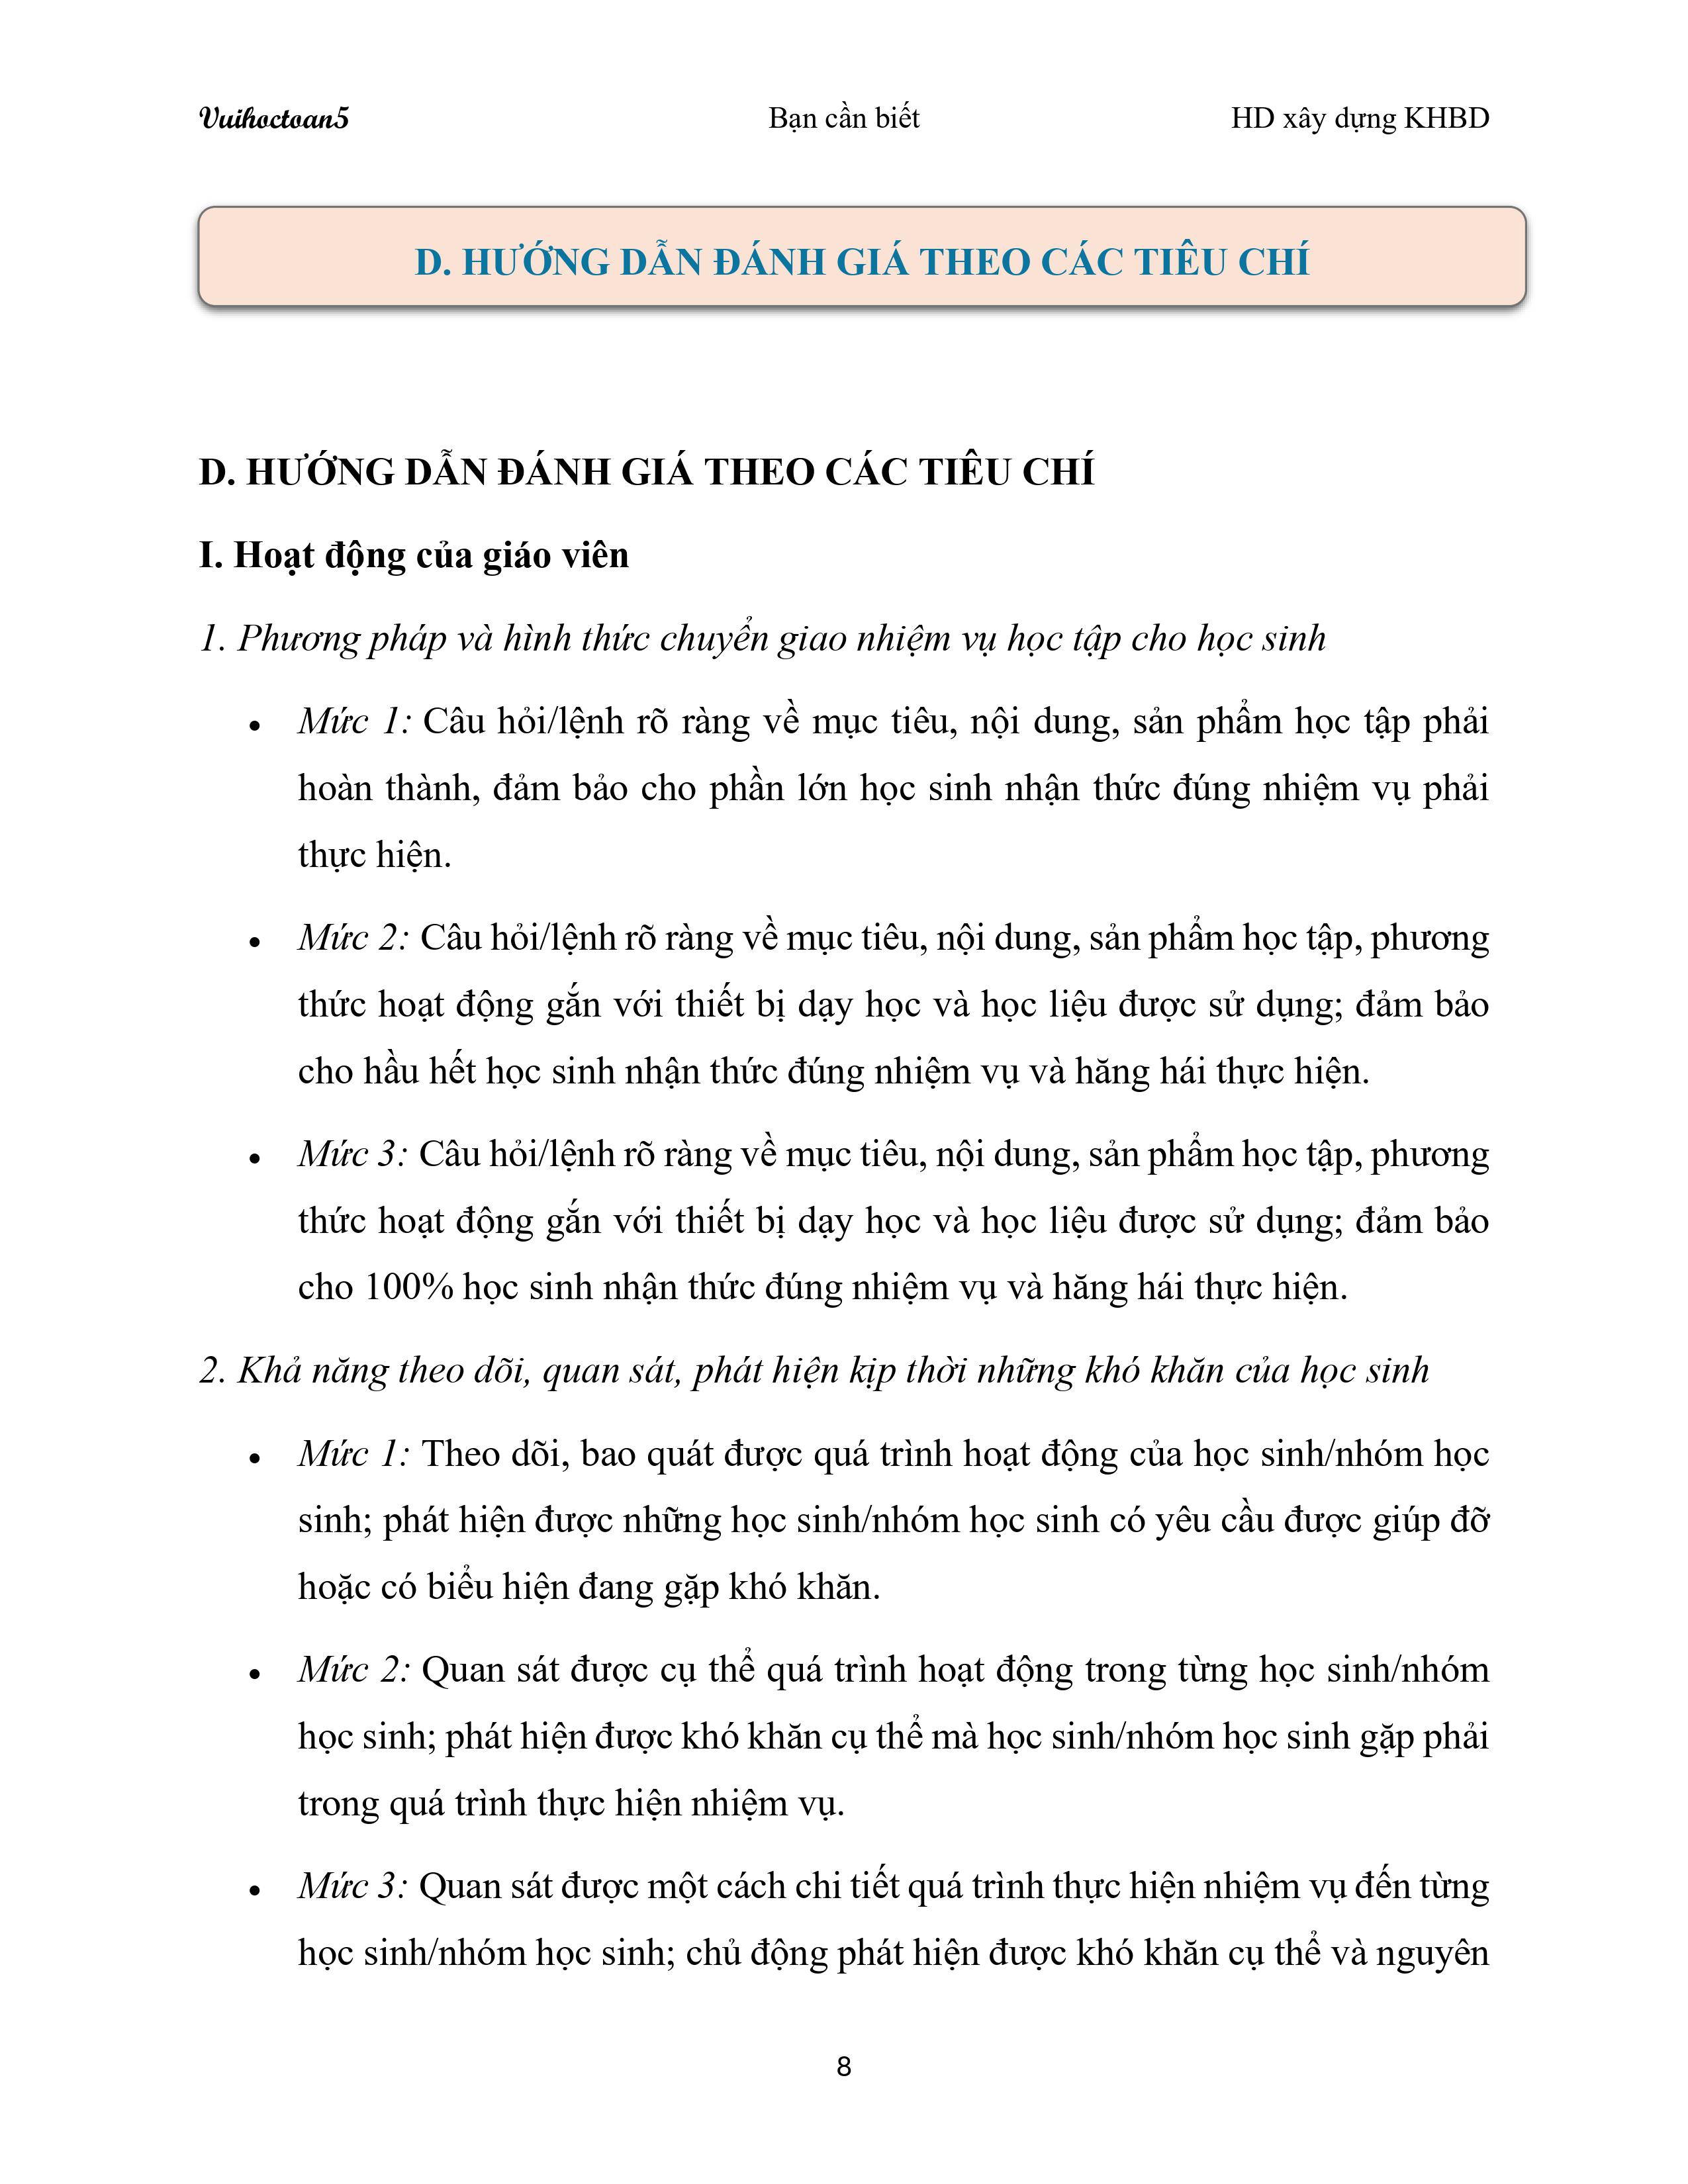 Vuihoctoan5 Bạn cần biết HD xây dựng KHBD
D. HƯỚNG DẪN ĐÁNH GIÁ THEO CÁC TIÊU CHÍ
D. HƯỚNG DẪN ĐÁNH GIÁ THEO CÁC TIÊU CHÍ
I. Hoạt động của giáo viên
1. Phương pháp và hình thức chuyển giao nhiệm vụ học tập cho học sinh
• Mức 1: Câu hỏi/lệnh rõ ràng về mục tiêu, nội dung, sản phẩm học tập phải
hoàn thành, đảm bảo cho phần lớn học sinh nhận thức đúng nhiệm vụ phải
thực hiện.
• Mức 2: Câu hỏi/lệnh rõ ràng về mục tiêu, nội dung, sản phẩm học tập, phương
thức hoạt động gắn với thiết bị dạy học và học liệu được sử dụng; đảm bảo
cho hầu hết học sinh nhận thức đúng nhiệm vụ và hăng hái thực hiện.
• Mức 3: Câu hỏi/lệnh rõ ràng về mục tiêu, nội dung, sản phẩm học tập, phương
thức hoạt động gắn với thiết bị dạy học và học liệu được sử dụng; đảm bảo
cho 100% học sinh nhận thức đúng nhiệm vụ và hăng hái thực hiện.
2. Khả năng theo dõi, quan sát, phát hiện kịp thời những khó khăn của học sinh
• Mức 1: Theo dõi, bao quát được quá trình hoạt động của học sinh/nhóm học
sinh; phát hiện được những học sinh/nhóm học sinh có yêu cầu được giúp đỡ
hoặc có biểu hiện đang gặp khó khăn.
• Mức 2: Quan sát được cụ thể quá trình hoạt động trong từng học sinh/nhóm
học sinh; phát hiện được khó khăn cụ thể mà học sinh/nhóm học sinh gặp phải
trong quá trình thực hiện nhiệm vụ.
• Mức 3: Quan sát được một cách chi tiết quá trình thực hiện nhiệm vụ đến từng
học sinh/nhóm học sinh; chủ động phát hiện được khó khăn cụ thể và nguyên
8